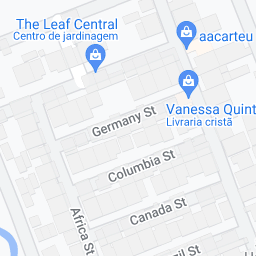 The Leaf Central
Centro de jardinagem
aacarteu
Vanessa Quint
Livraria cristã
Germany St
Columbia St
Africa St
Canada St